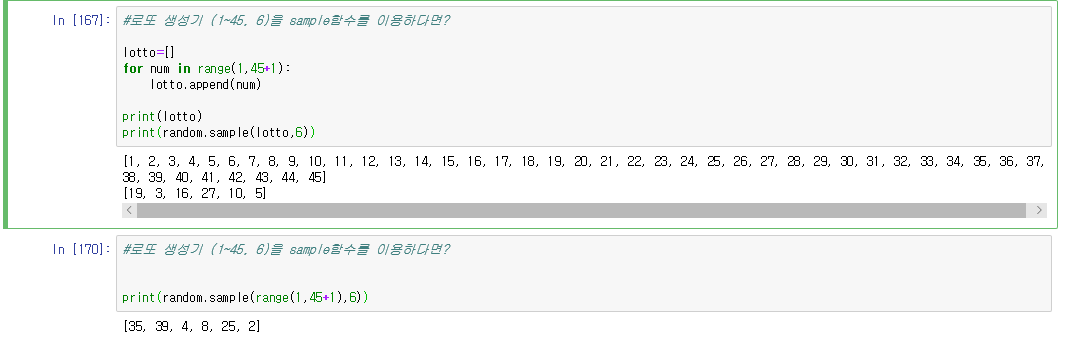 In [167]: #로또 생성기 (1~45, 6)을 sample함수를 이용하다면?
lotto=[]
for num in range(1,45+1):
    lotto.append(num)
print(lotto)
print(random.sample(lotto,6))
[1, 2, 3, 4, 5, 6, 7, 8, 9, 10, 11, 12, 13, 14, 15, 16, 17, 18, 19, 20, 21, 22, 23, 24, 25, 26, 27, 28, 29, 30, 31, 32, 33, 34, 35, 36, 37,
38, 39, 40, 41, 42, 43, 44, 45]
[19, 3, 16, 27, 10, 5]
In [170]: #로또 생성기 (1~45, 6)을 sample함수를 이용하다면?
print(random.sample(range(1,45+1),6))
[35, 39, 4, 8, 25, 2]